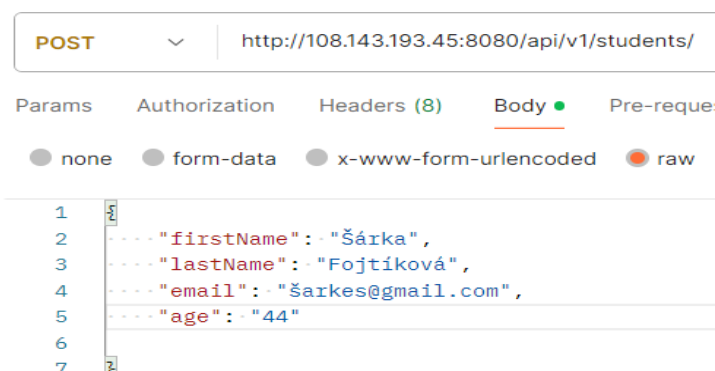 POST http://108.143.193.45:8080/api/v1/students/
Params Authorization Headers (8) Body Pre-reque
none form-data x-www-form-urlencoded raw
1 {
2 "firstName": "Šárka",
3 "lastName": "Fojtíková",
4 "email": "šarkes@gmail.com",
5 "age": "44"
6
7 }